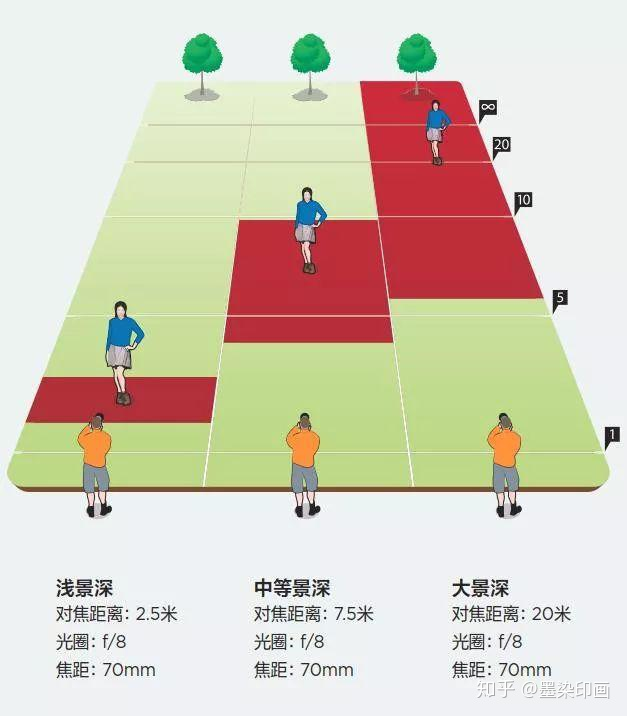 ∞
20
10
5
1
浅景深
对焦距离: 2.5米
光圈: f/8
焦距: 70mm
中等景深
对焦距离: 7.5米
光圈: f/8
焦距: 70mm
大景深
对焦距离: 20米
光圈: f/8
焦距: 70mm
知乎 @墨染印画